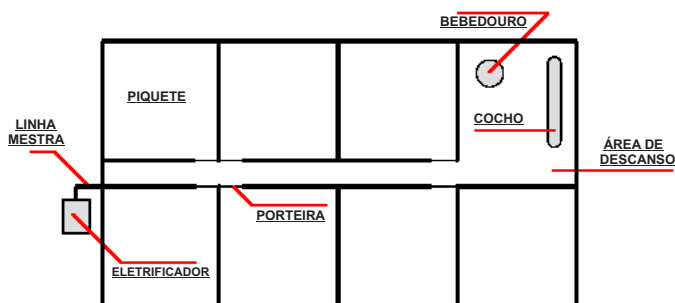 BEBEDOURO
PIQUETE
COCHO
LINHA
MESTRA
ÁREA DE
DESCANSO
PORTEIRA
ELETRIFICADOR